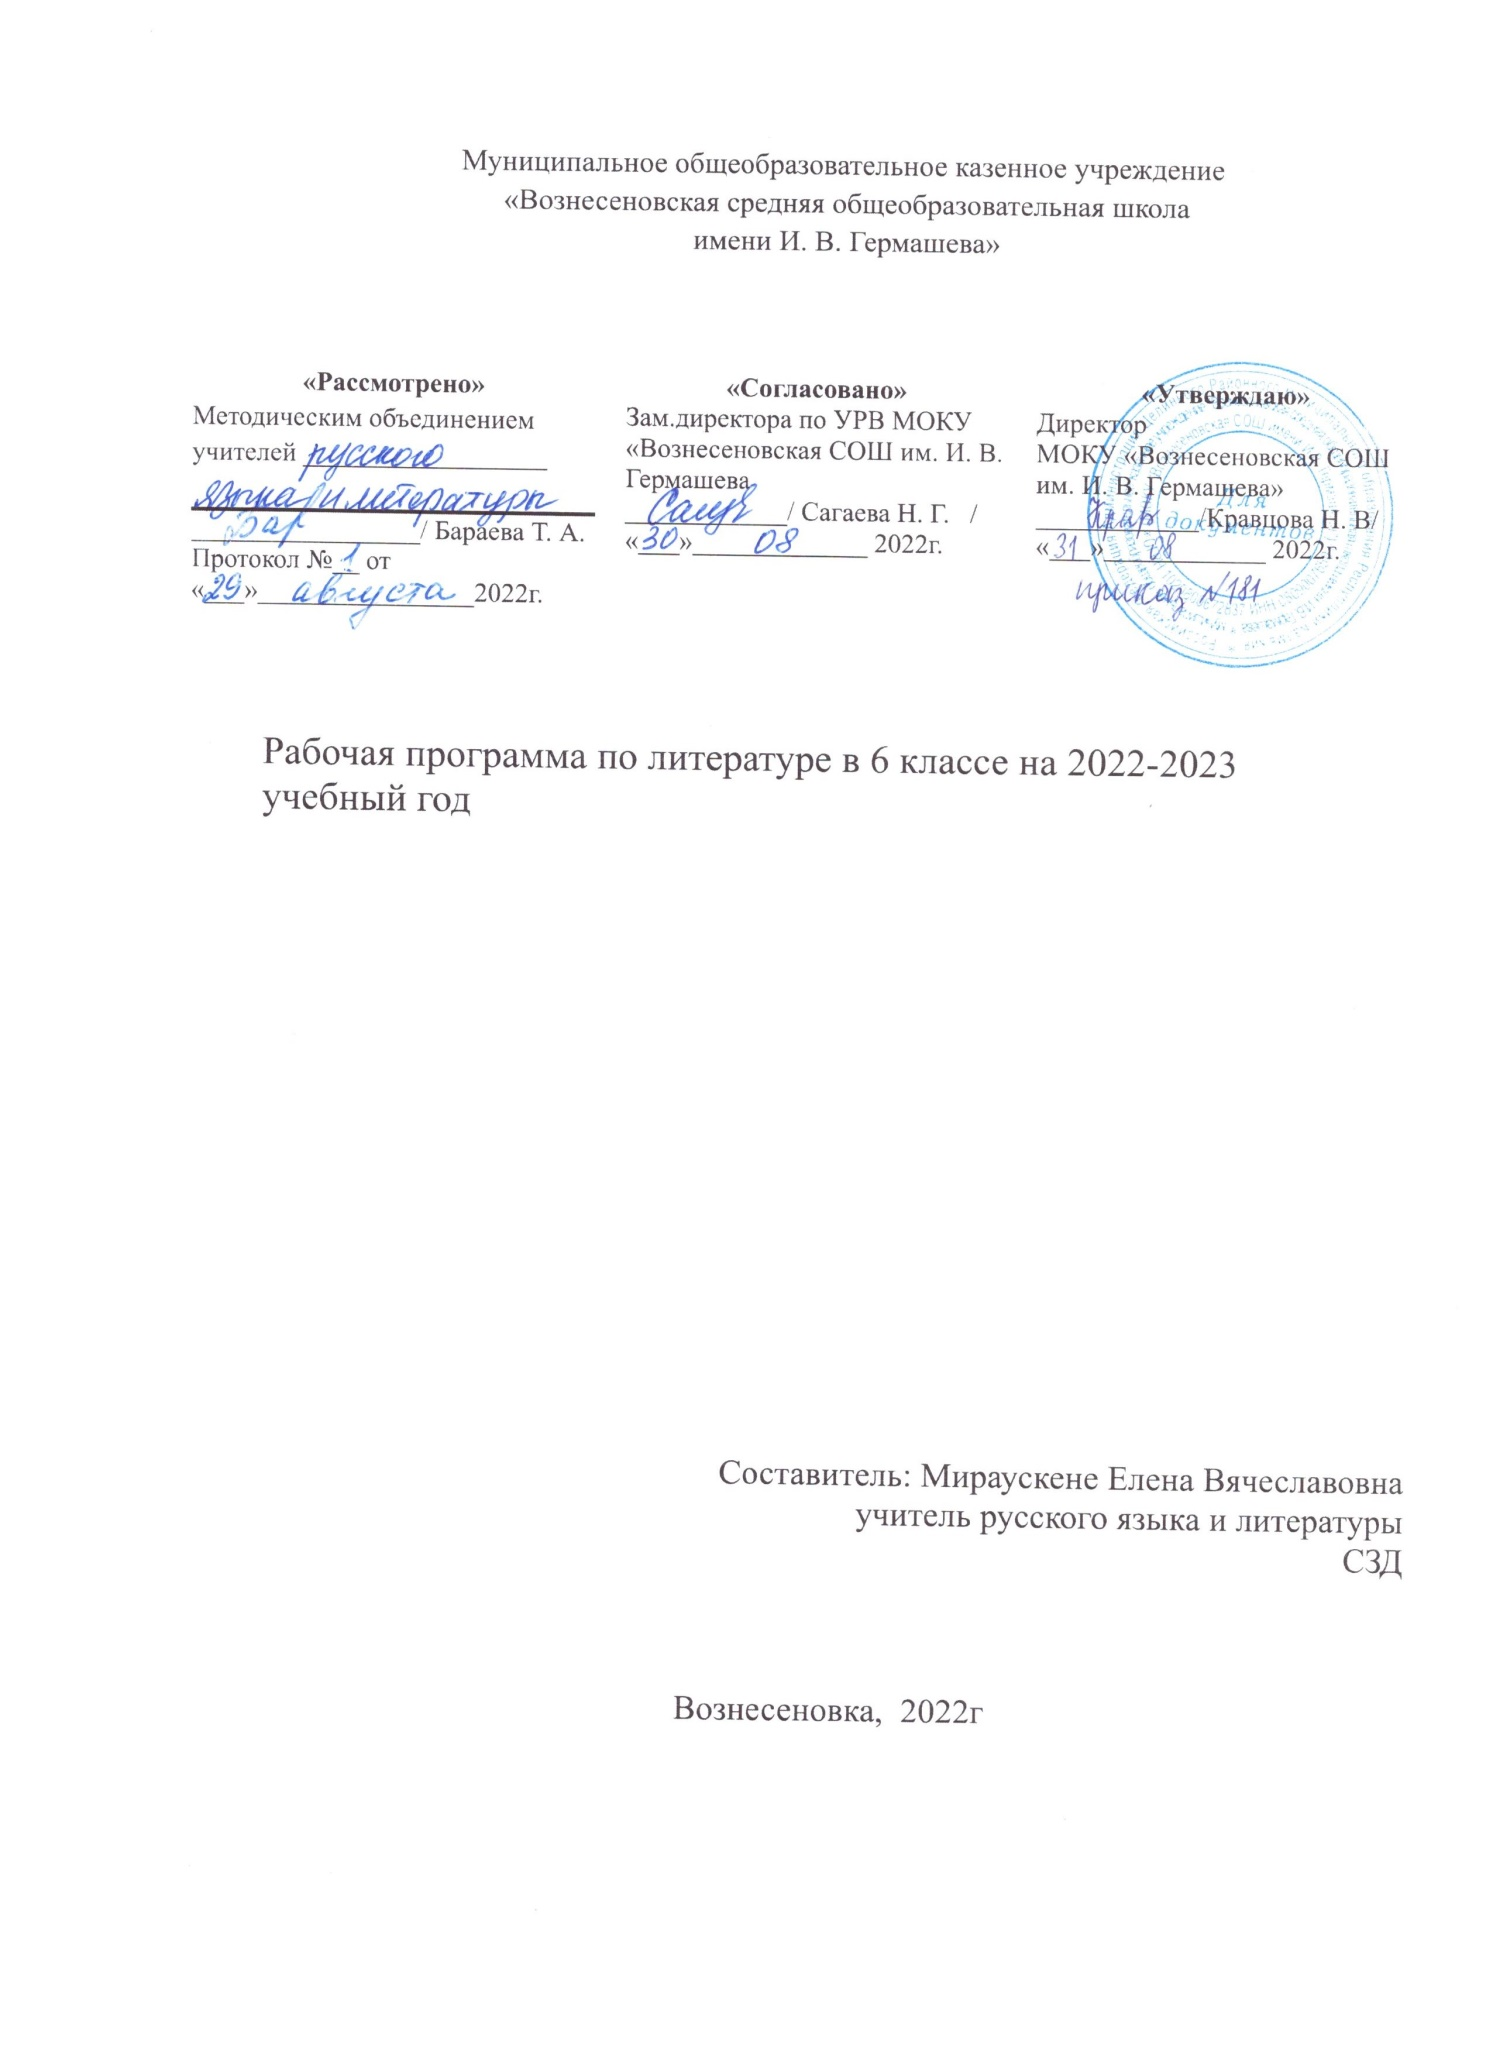 Муниципальное общеобразовательное казенное учреждение
«Вознесеновская средняя общеобразовательная школа
имени И. В. Гермашева»
«Рассмотрено»
Методическим объединением
учителей русского
языка и литературы
/ Бараева Т. А.
Протокол № 1 от
«29» августа 2022г.
«Согласовано»
Зам.директора по УРВ МОКУ
«Вознесеновская СОШ им. И. В.
Гермашева
/ Сагаева Н. Г. /
«30» 08 2022г.
«Утверждаю»
Директор
МОКУ «Вознесеновская СОШ
им. И. В. Гермашева»
/Кравцова Н. В/
«31» 08 2022г.
приказ №181
Для
документов
Рабочая программа по литературе в 6 классе на 2022-2023
учебный год
Составитель: Мираускене Елена Вячеславовна
учитель русского языка и литературы
СЗД
Вознесеновка, 2022г